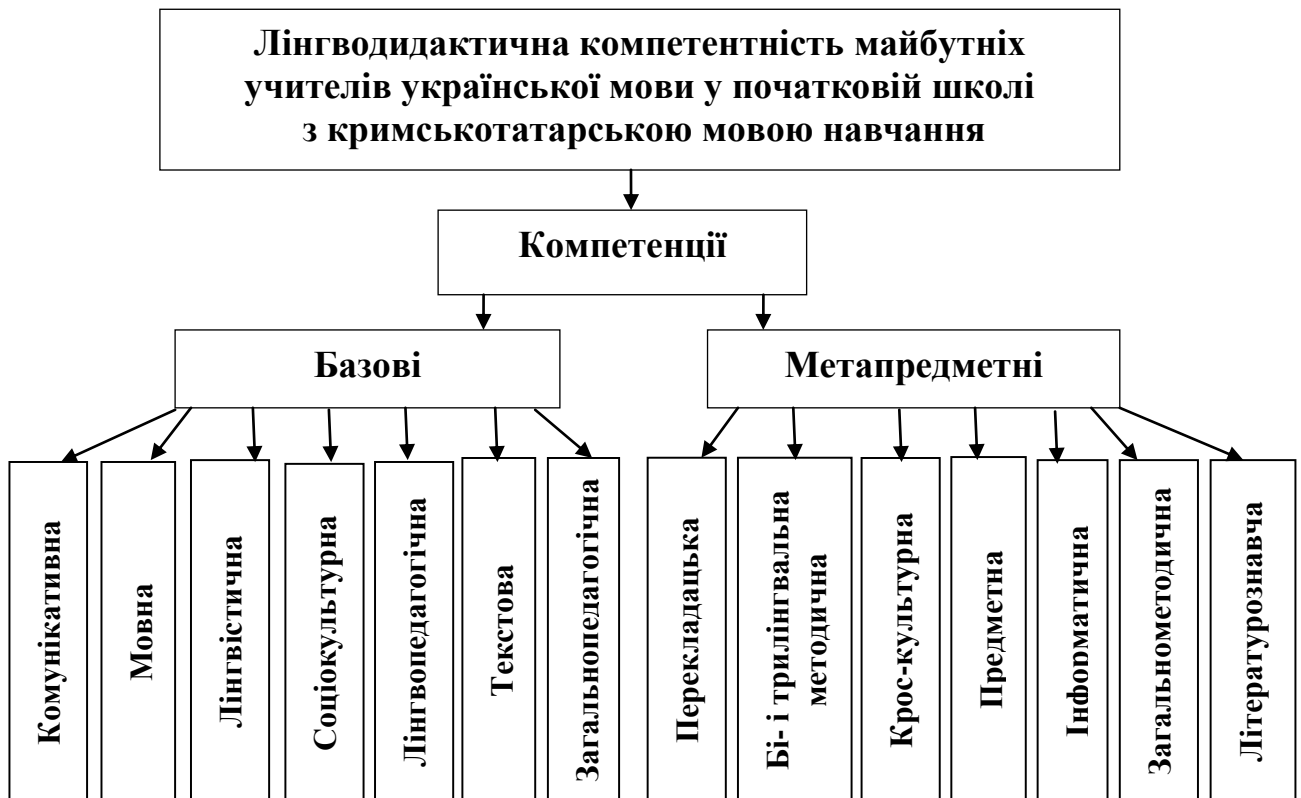 Лінгводидактична компетентність майбутніх
учителів української мови у початковій школі
з кримськотатарською мовою навчання
Компетенції
Базові
Метапредметні
Комунікативна
Мовна
Лінгвістична
Соціокультурна
Лінгвопедагогічна
Текстова
Загальнопедагогічна
Перекладацька
Бі- і трилінгвальна
методична
Крос-культурна
Предметна
Інформатична
Загальнометодична
Літературознавча